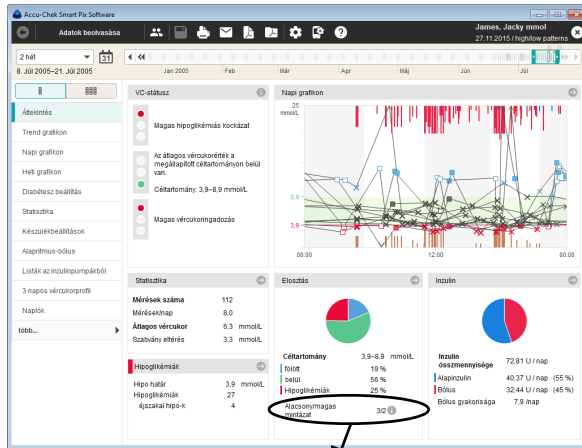 Accu-Chek Smart Pix Software
Adatok beolvasása
James, Jacky mmol
27.11.2015 / high/low patterns
2 hét
31
8. Júl 2005–21. Júl 2005
Jan 2005 Feb Már Ápr Máj Jún Júl
Áttekintés
Trend grafikon
Napi grafikon
Heti grafikon
Diabétesz beállítás
Statisztika
Készülékbeállítások
Alapritmus-bólus
Listák az inzulinpumpákból
3 napos vércukorprofil
Naplók
több...
VC-státusz
Magas hipoglikémiás kockázat
Az átlagos vércukorérték a
megállapított céltartományon belül
van.
Céltartomány: 3,9–8,9 mmol/L
Magas vércukoringadozás
Napi grafikon
25
mmol/L
8,9
3,9
00:00 12:00 00:00
Statisztika
Mérések száma 112
Mérések/nap 8,0
Átlagos vércukor 6,3 mmol/L
Szabvány eltérés 3,3 mmol/L
Hipoglikémiák
Hipo határ 3,9 mmol/L
Hipoglikémiák 27
éjszakai hipo-k 4
Elosztás
Céltartomány 3,9–8,9 mmol/L
fölött 19 %
belül 56 %
Hipoglikémiák 25 %
Alacsony/magas
mintázat 3/2
Inzulin
Inzulin
összmennyisége 72,81 U / nap
Alapinzulin 40,37 U / nap (55 %)
Bólus 32,44 U / nap (45 %)
Bólus gyakorisága 7,9 /nap